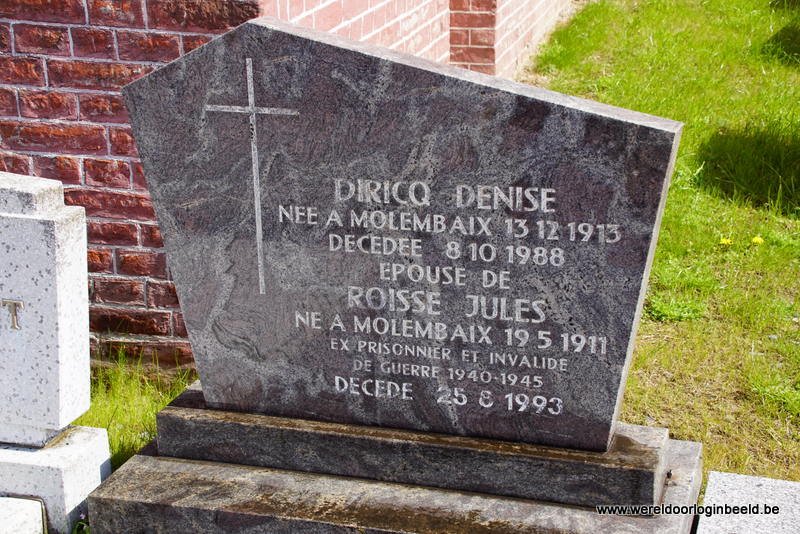 DIRICQ DENISE
NEE A MOLEMBAIX 13 12 1913
DECEDEE 8 10 1988
EPOUSE DE
ROISSE JULES
NE A MOLEMBAIX 19 5 1911
EX PRISONNIER ET INVALIDE
DE GUERRE 1940-1945
DECEDE 25 8 1993
T
www.wereldoorloginbeeld.be